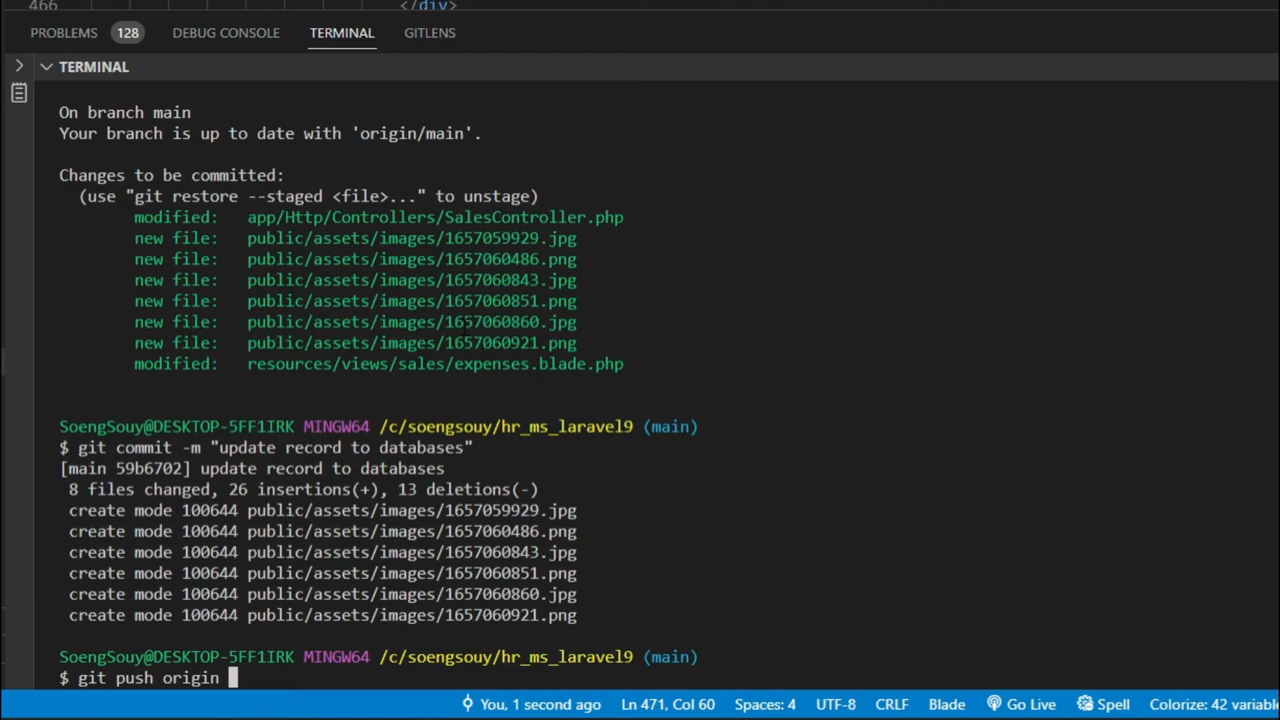 466 </div>
PROBLEMS 128 DEBUG CONSOLE TERMINAL GITLENS
TERMINAL
On branch main
Your branch is up to date with 'origin/main'.
Changes to be committed:
(use "git restore --staged <file>..." to unstage)
modified: app/Http/Controllers/SalesController.php
new file: public/assets/images/1657059929.jpg
new file: public/assets/images/1657060486.png
new file: public/assets/images/1657060843.jpg
new file: public/assets/images/1657060851.png
new file: public/assets/images/1657060860.jpg
new file: public/assets/images/1657060921.png
modified: resources/views/sales/expenses.blade.php
SoengSouy@DESKTOP-5FF1IRK MINGW64 /c/soengsouy/hr_ms_laravel9 (main)
$ git commit -m "update record to databases"
[main 59b6702] update record to databases
8 files changed, 26 insertions(+), 13 deletions(-)
create mode 100644 public/assets/images/1657059929.jpg
create mode 100644 public/assets/images/1657060486.png
create mode 100644 public/assets/images/1657060843.jpg
create mode 100644 public/assets/images/1657060851.png
create mode 100644 public/assets/images/1657060860.jpg
create mode 100644 public/assets/images/1657060921.png
SoengSouy@DESKTOP-5FF1IRK MINGW64 /c/soengsouy/hr_ms_laravel9 (main)
$ git push origin
You, 1 second ago Ln 471, Col 60 Spaces: 4 UTF-8 CRLF Blade Go Live Spell Colorize: 42 variabl